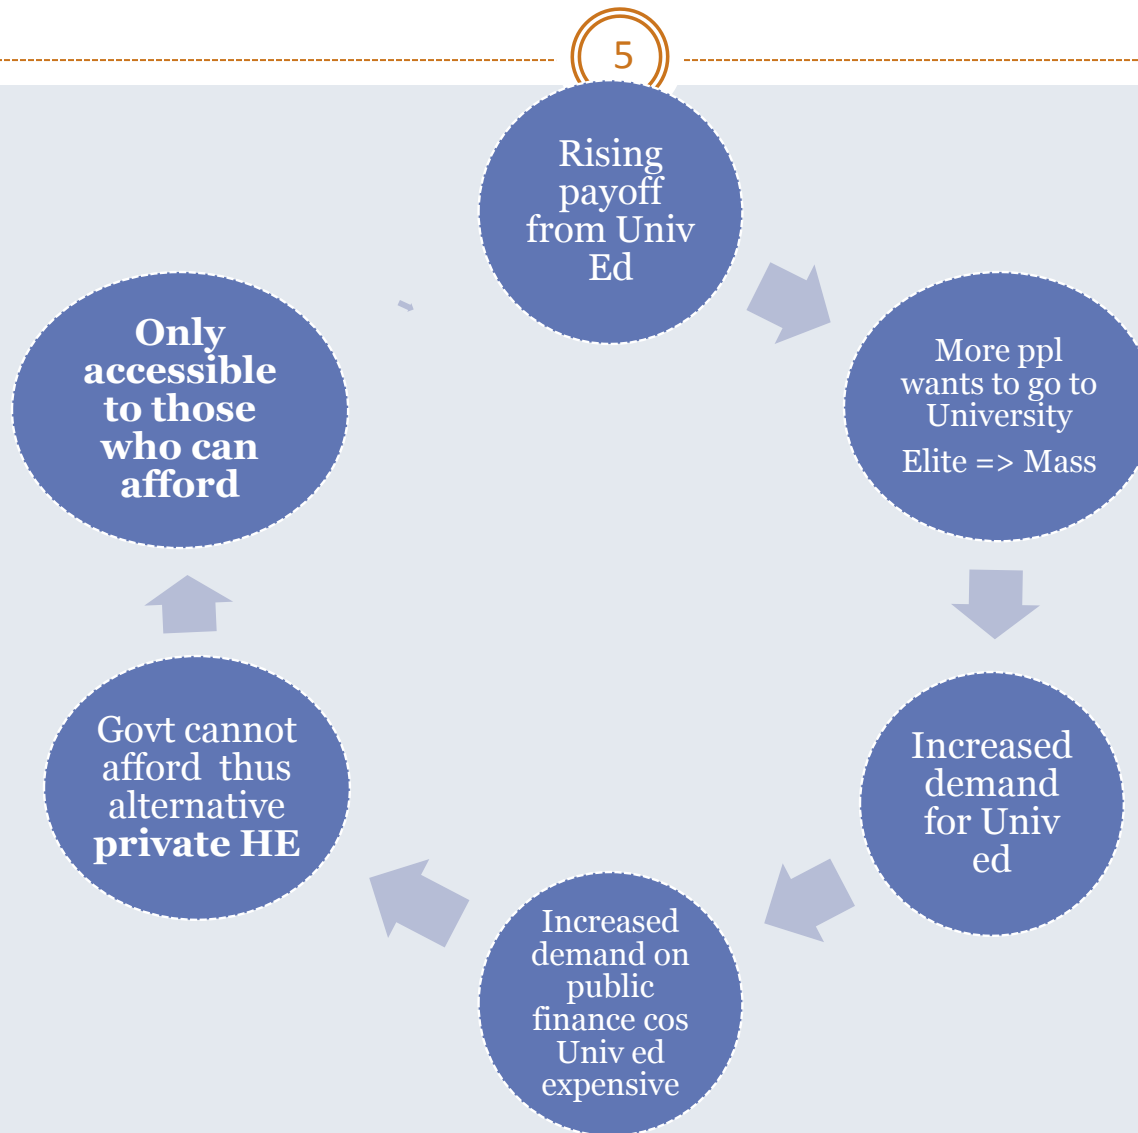 5
Rising
payoff
from Univ
Ed
More ppl
wants to go to
University
Elite => Mass
Increased
demand
for Univ
ed
Increased
demand on
public
finance cos
Univ ed
expensive
Govt cannot
afford thus
alternative
private HE
Only
accessible
to those
who can
afford